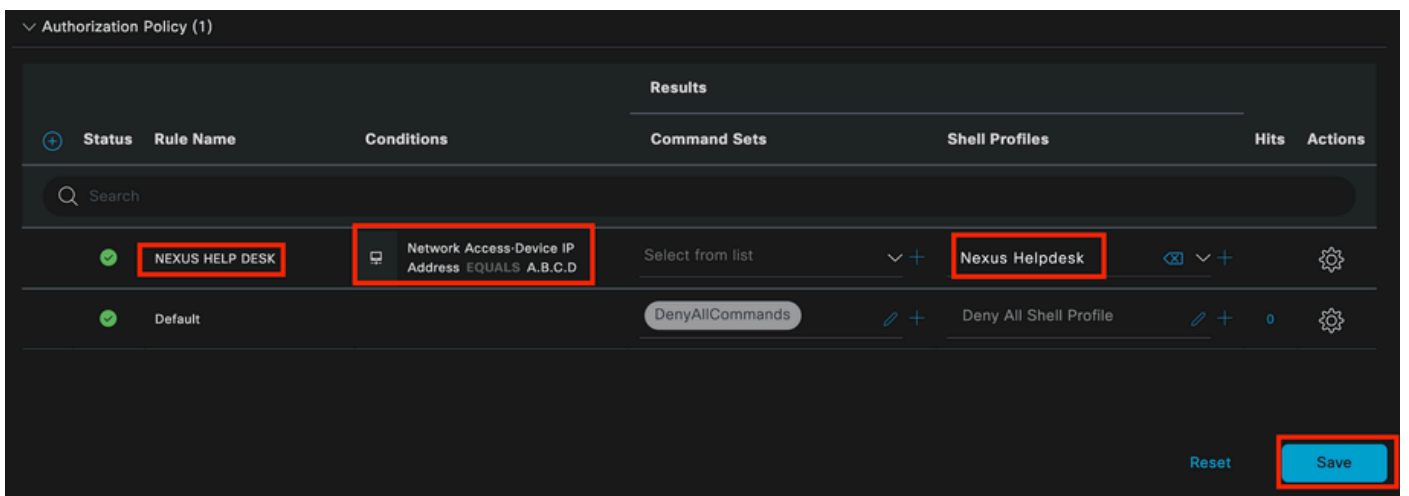 Authorization Policy (1)
Results
Status Rule Name Conditions Command Sets Shell Profiles Hits Actions
Search
NEXUS HELP DESK
Network Access·Device IP
Address EQUALS A.B.C.D
Select from list
Nexus Helpdesk
Default
DenyAllCommands
Deny All Shell Profile
0
Reset
Save